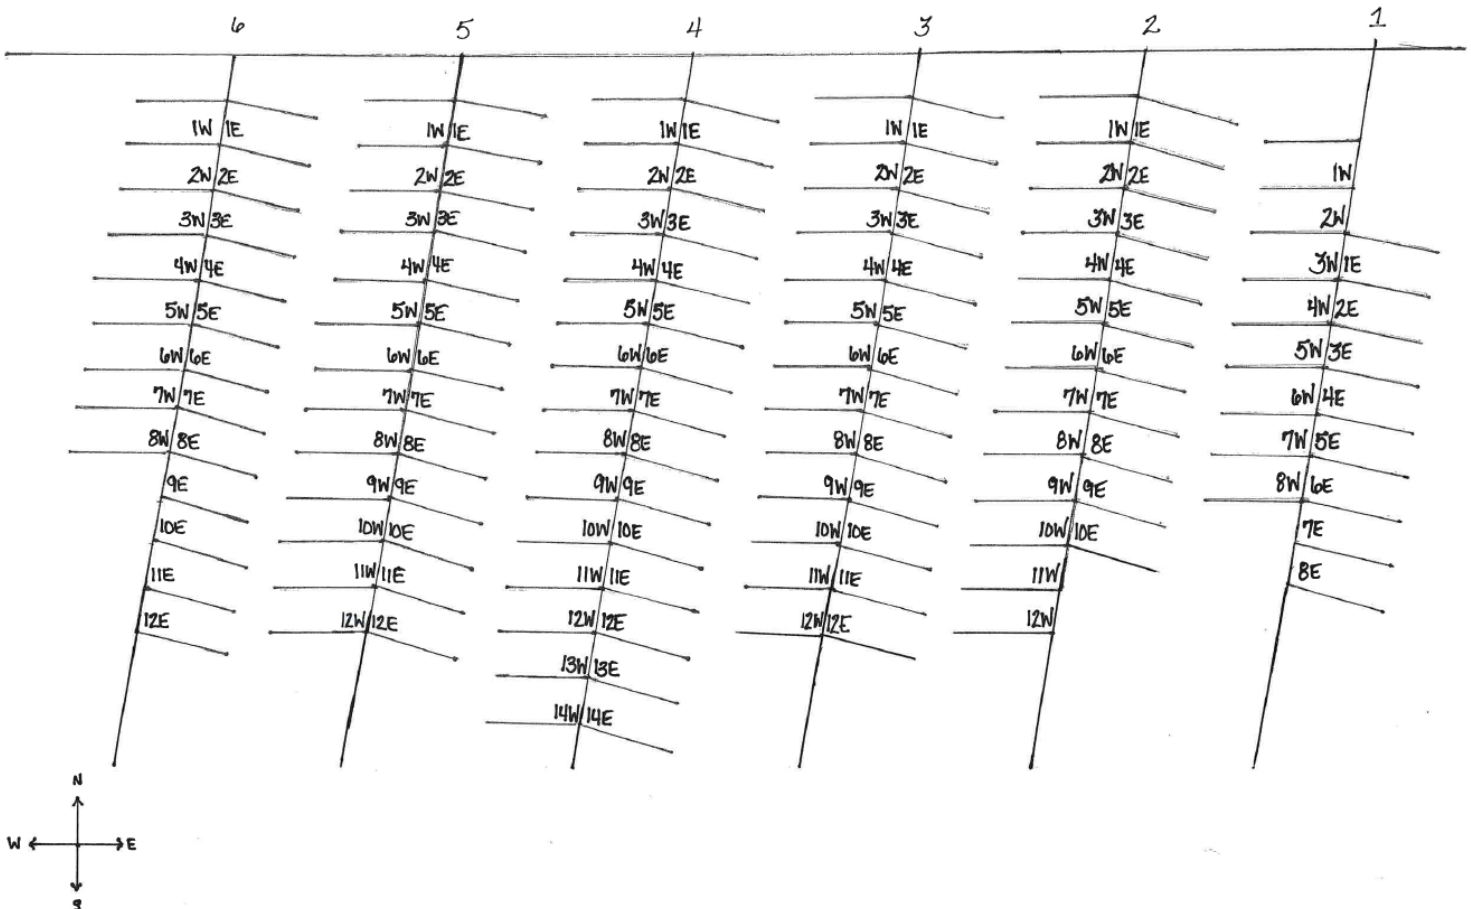 6 5 4 3 2 1
1W 1E 1W 1E 1W 1E 1W 1E 1W 1E
1W
2W 2E 2W 2E 2W 2E 2W 2E 2W 2E
2W
3W 3E 3W 3E 3W 3E 3W 3E 3W 3E
3W 1E
4W 4E 4W 4E 4W 4E 4W 4E 4W 4E
4W 2E
5W 5E 5W 5E 5W 5E 5W 5E 5W 5E
5W 3E
6W 6E 6W 6E 6W 6E 6W 6E 6W 6E
6W 4E
7W 7E 7W 7E 7W 7E 7W 7E 7W 7E
7W 5E
8W 8E 8W 8E 8W 8E 8W 8E 8W 8E
8W 6E
9E 9W 9E 9W 9E 9W 9E 9W 9E
7E
10E 10W 10E 10W 10E 10W 10E 10W 10E
8E
11E 11W 11E 11W 11E 11W 11E 11W
12E 12W 12E 12W 12E 12W 12E 12W
13W 13E
14W 14E
N
W E
S